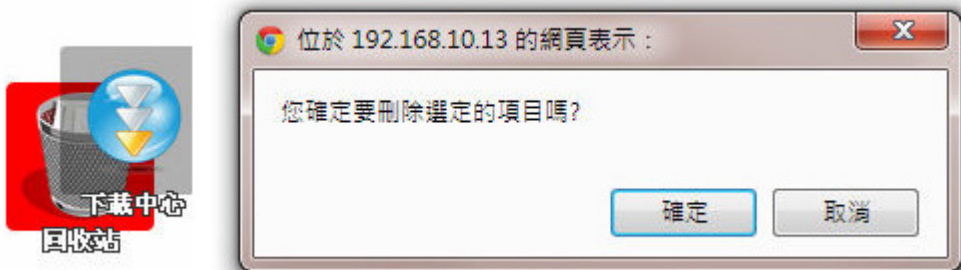 下載中心
回收站
位於 192.168.10.13 的網頁表示：
您確定要刪除選定的項目嗎?
確定
取消